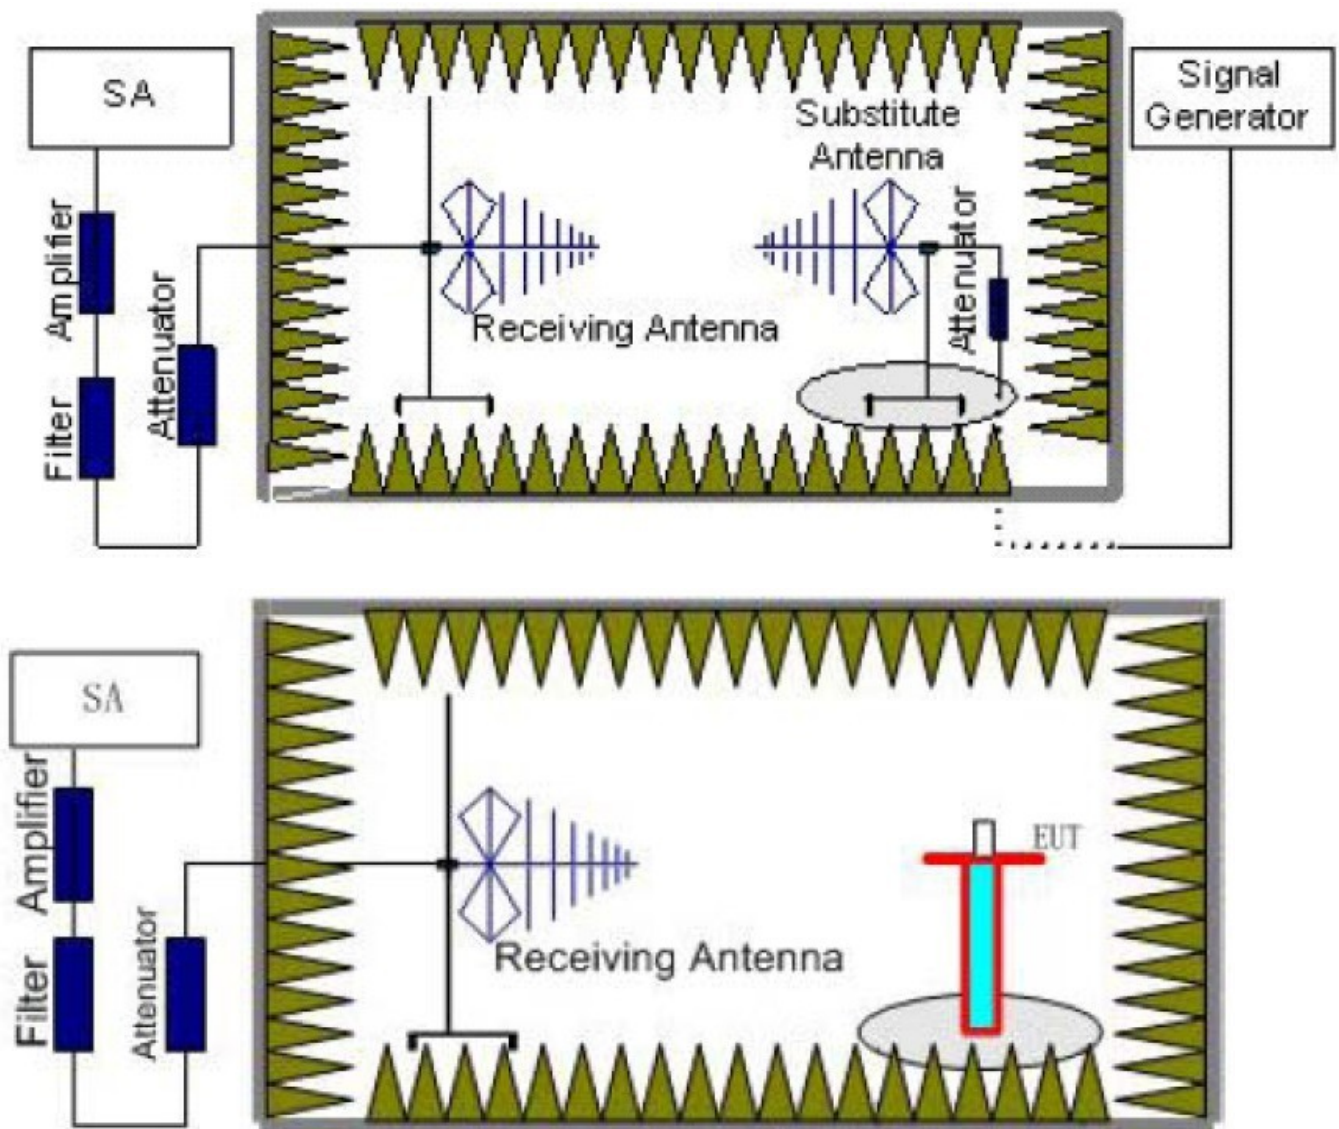 SA
Signal
Generator
Substitute
Antenna
Amplifier
Attenuator
Attenuator
Receiving Antenna
Filter
SA
Amplifier
EUT
Attenuator
Receiving Antenna
Filter